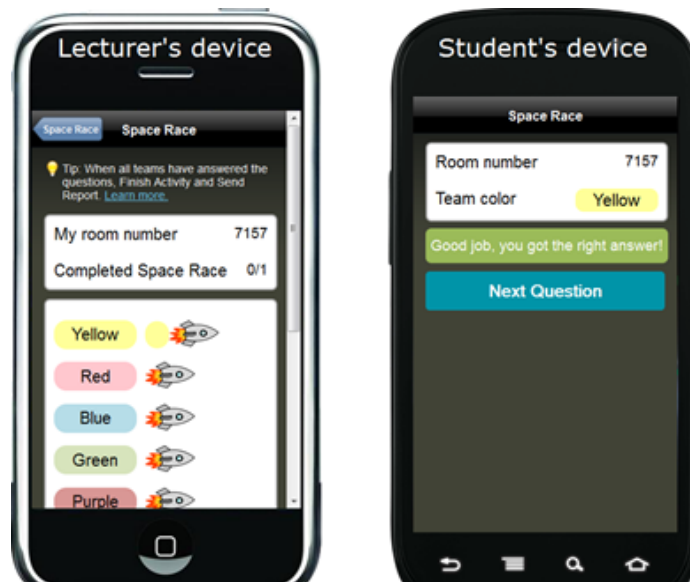 Lecturer's device
Space Race
Space Race
Tip: When all teams have answered the
questions, Finish Activity and Send
Report. Learn more.
My room number 7157
Completed Space Race 0/1
Yellow
Red
Blue
Green
Purple
Student's device
Space Race
Room number 7157
Team color Yellow
Good job, you got the right answer!
Next Question